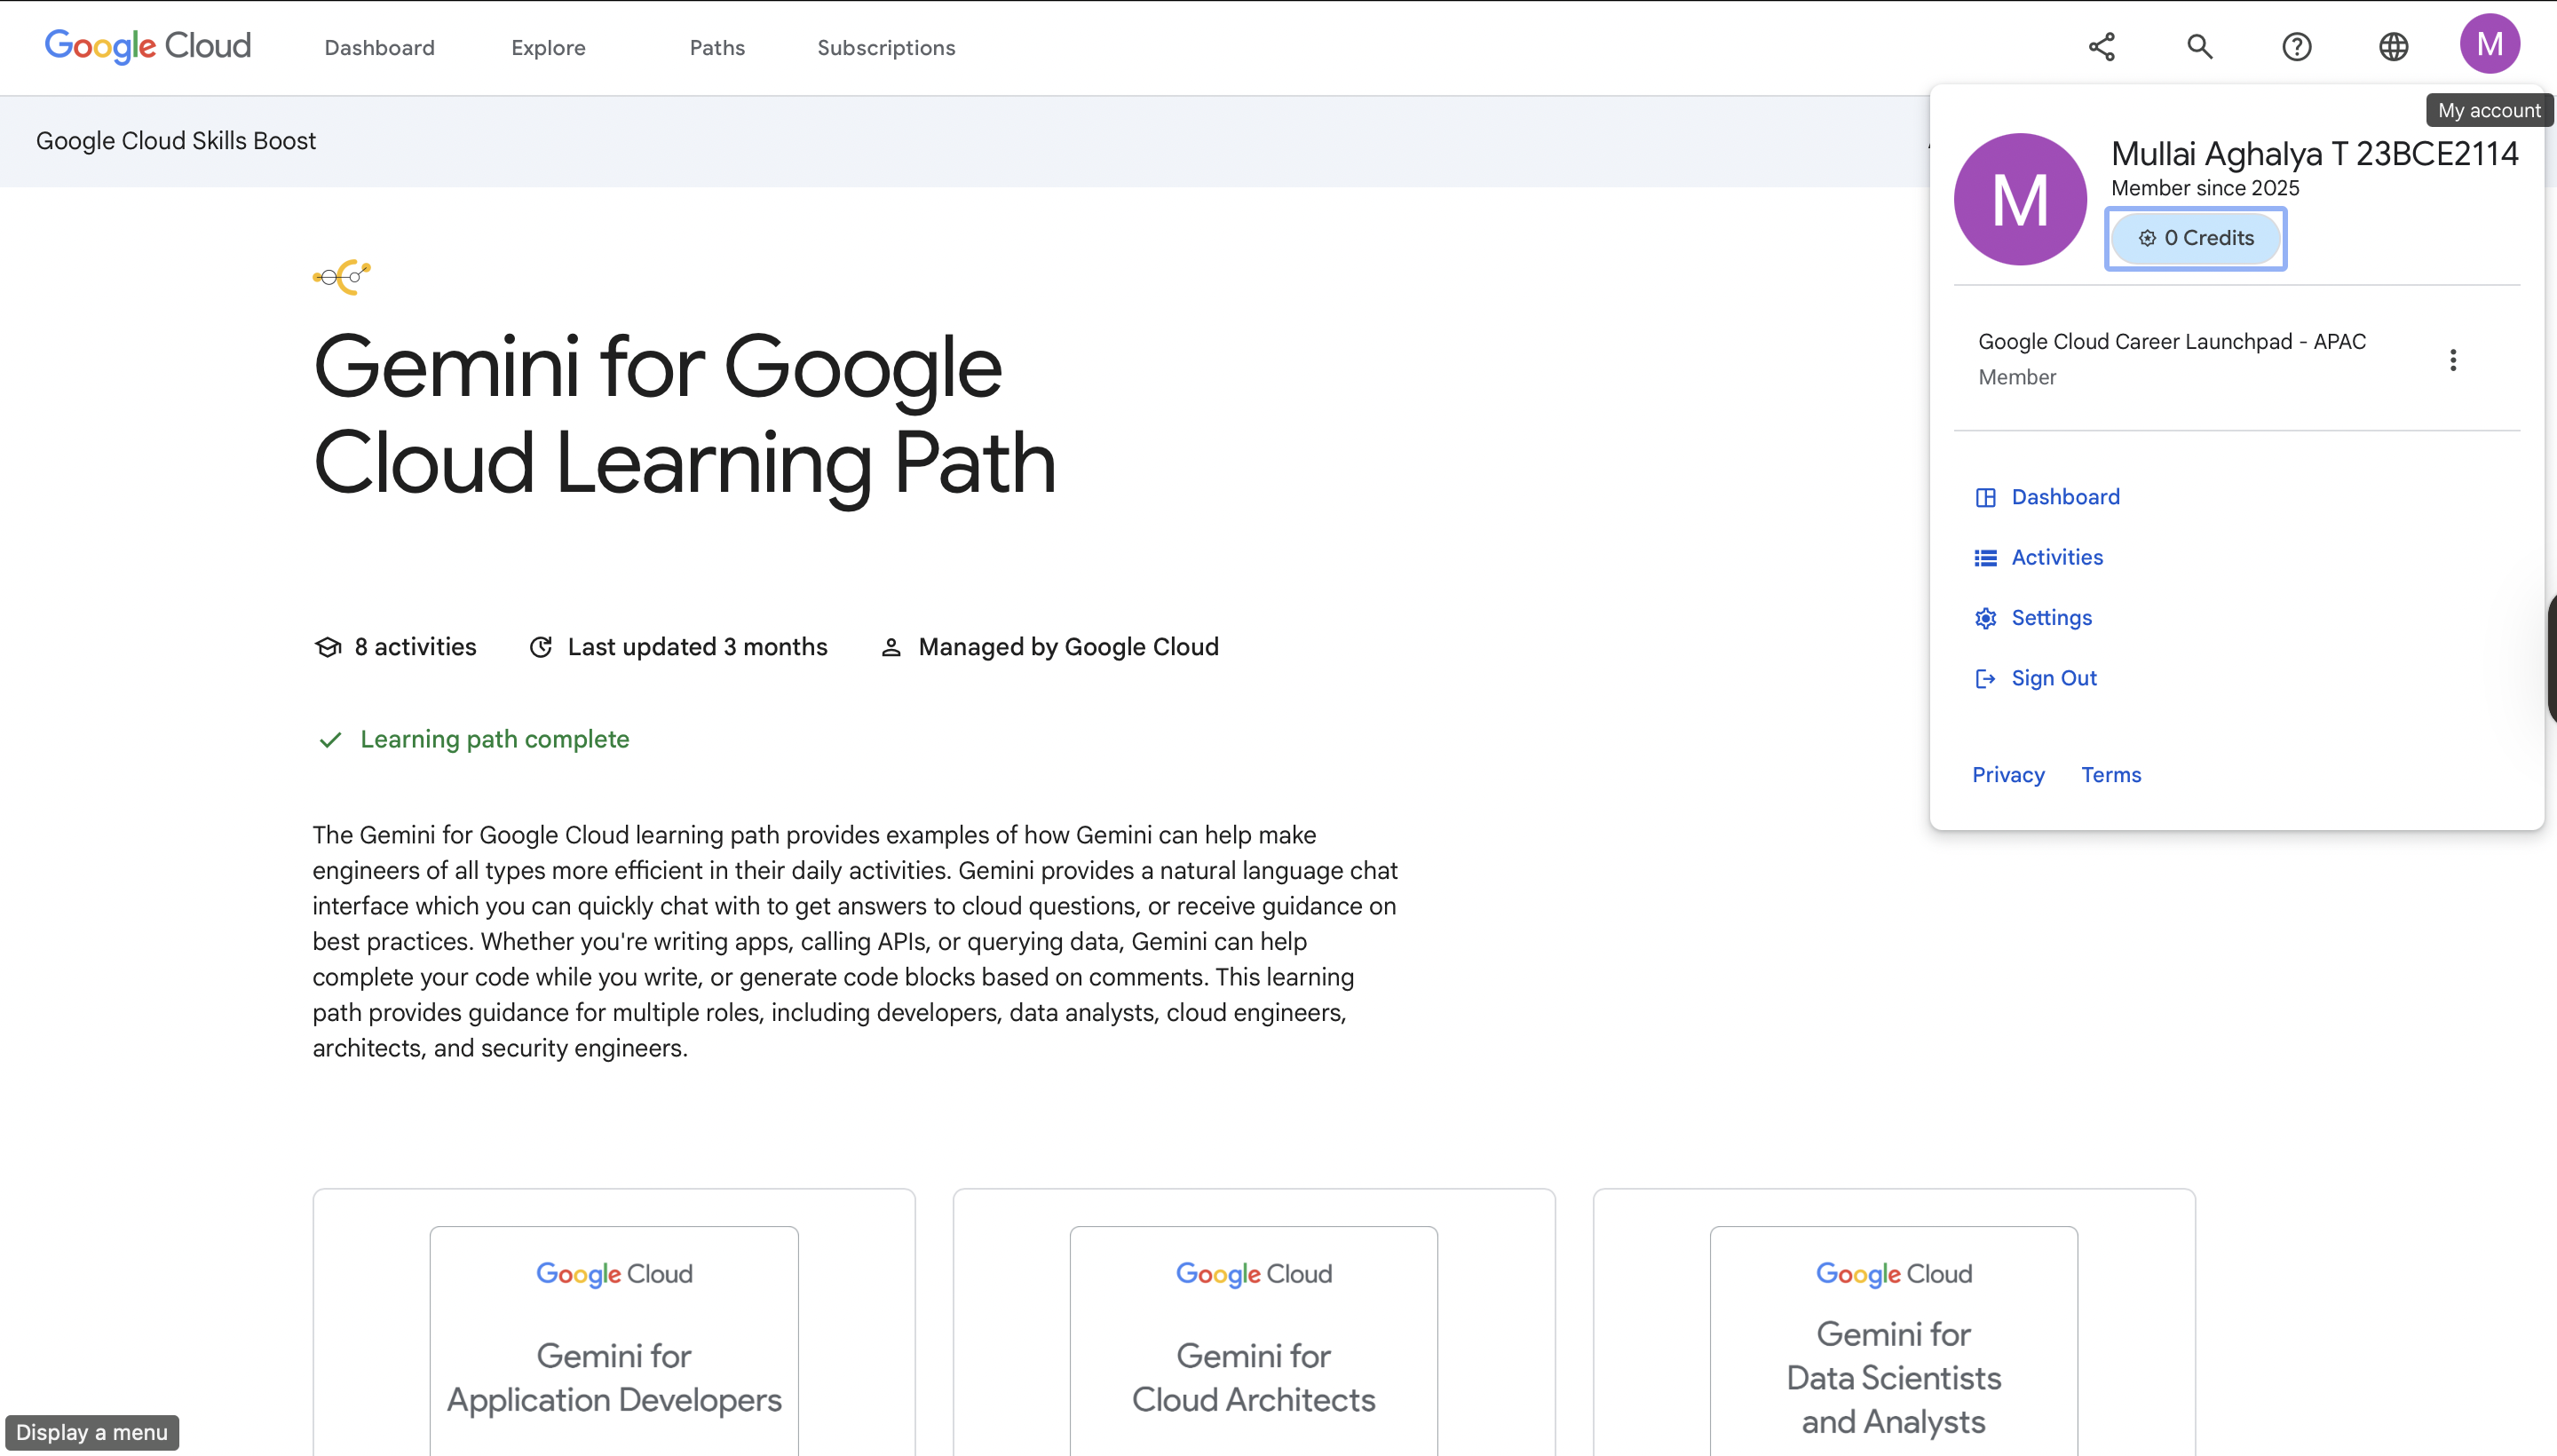 Google Cloud
Dashboard
Explore
Paths
Subscriptions
M
My account
Google Cloud Skills Boost
M
Mullai Aghalya T 23BCE2114
Member since 2025
0 Credits
Google Cloud Career Launchpad - APAC
Member
Dashboard
Activities
Settings
Sign Out
Privacy
Terms
Gemini for Google
Cloud Learning Path
8 activities
Last updated 3 months
Managed by Google Cloud
Learning path complete
The Gemini for Google Cloud learning path provides examples of how Gemini can help make
engineers of all types more efficient in their daily activities. Gemini provides a natural language chat
interface which you can quickly chat with to get answers to cloud questions, or receive guidance on
best practices. Whether you're writing apps, calling APIs, or querying data, Gemini can help
complete your code while you write, or generate code blocks based on comments. This learning
path provides guidance for multiple roles, including developers, data analysts, cloud engineers,
architects, and security engineers.
Google Cloud
Gemini for
Application Developers
Google Cloud
Gemini for
Cloud Architects
Google Cloud
Gemini for
Data Scientists
and Analysts
Display a menu